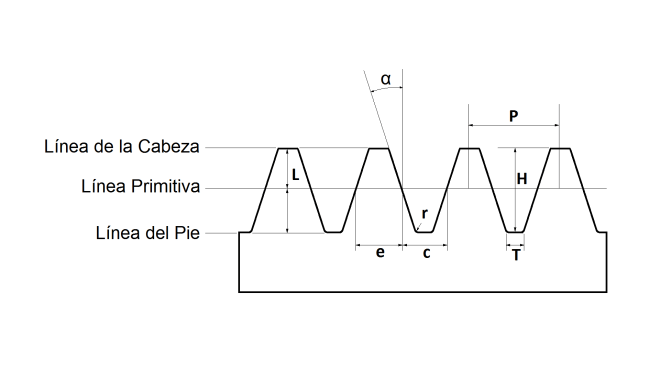 α
P
Línea de la Cabeza
L
H
Línea Primitiva
r
Línea del Pie
e
c
T